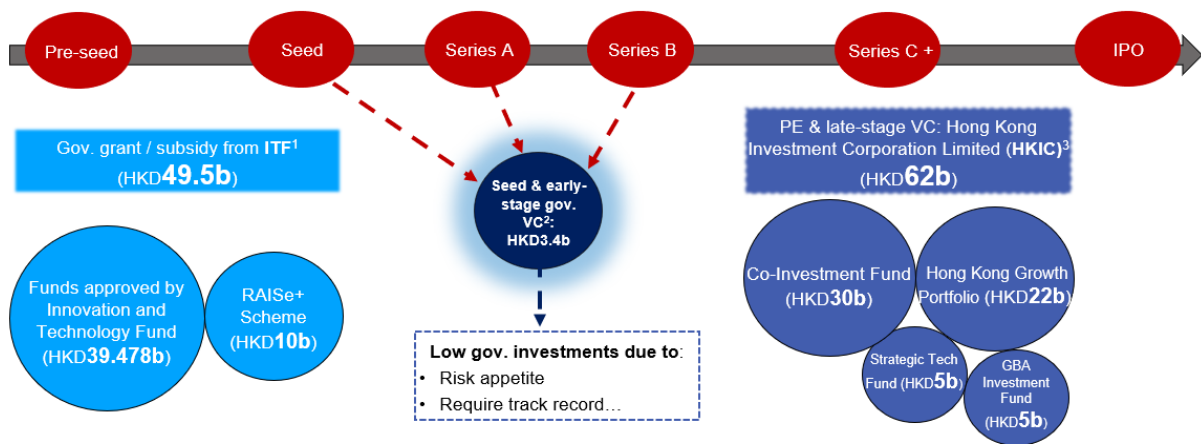 Pre-seed
Seed
Series A
Series B
Series C +
IPO
Gov. grant / subsidy from ITF¹
(HKD49.5b)
Funds approved by
Innovation and
Technology Fund
(HKD39.478b)
RAISe+
Scheme
(HKD10b)
Seed & early-
stage gov.
VC²:
HKD3.4b
Low gov. investments due to:
• Risk appetite
• Require track record…
PE & late-stage VC: Hong Kong
Investment Corporation Limited (HKIC)³
(HKD62b)
Co-Investment Fund
(HKD30b)
Hong Kong Growth
Portfolio (HKD22b)
Strategic Tech
Fund (HKD5b)
GBA
Investment
Fund
(HKD5b)